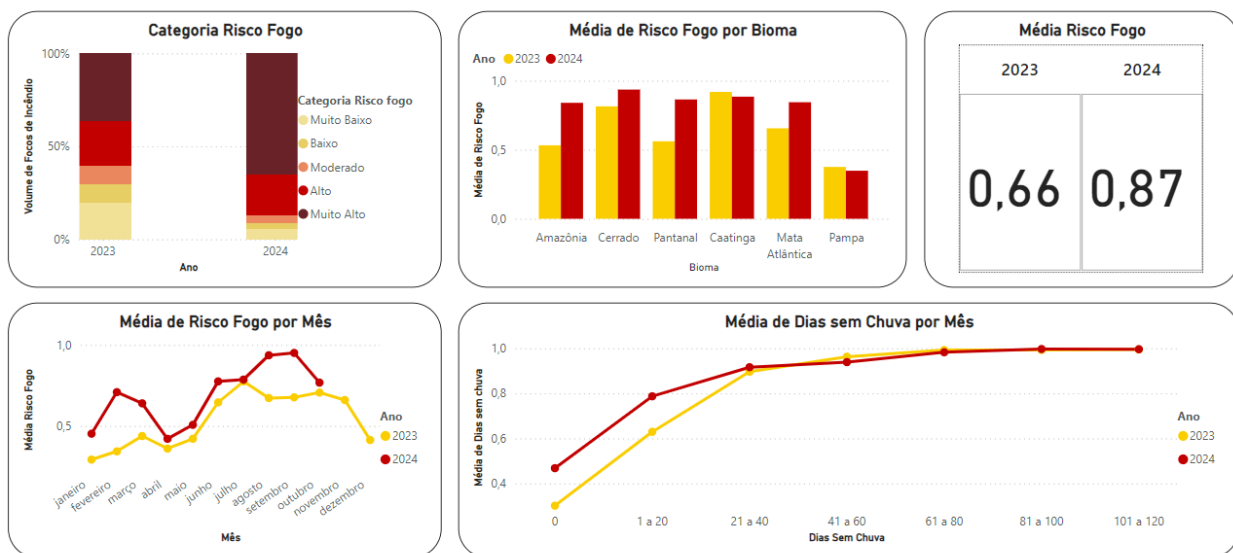 Categoria Risco Fogo
Volume de Focos de Incêndio
100%
50%
0%
2023
2024
Ano
Categoria Risco fogo
Muito Baixo
Baixo
Moderado
Alto
Muito Alto
Média de Risco Fogo por Bioma
Ano 2023 2024
Média de Risco Fogo
1,0
0,5
0,0
Amazônia
Cerrado
Pantanal
Caatinga
Mata
Atlântica
Pampa
Bioma
Média Risco Fogo
2023 2024
0,66 0,87
Média de Risco Fogo por Mês
Média Risco Fogo
1,0
0,5
janeiro
fevereiro
março
abril
maio
junho
julho
agosto
setembro
outubro
novembro
dezembro
Mês
Ano
2023
2024
Média de Dias sem Chuva por Mês
Média de Dias sem chuva
1,0
0,8
0,6
0,4
0
1 a 20
21 a 40
41 a 60
61 a 80
81 a 100
101 a 120
Dias Sem Chuva
Ano
2023
2024